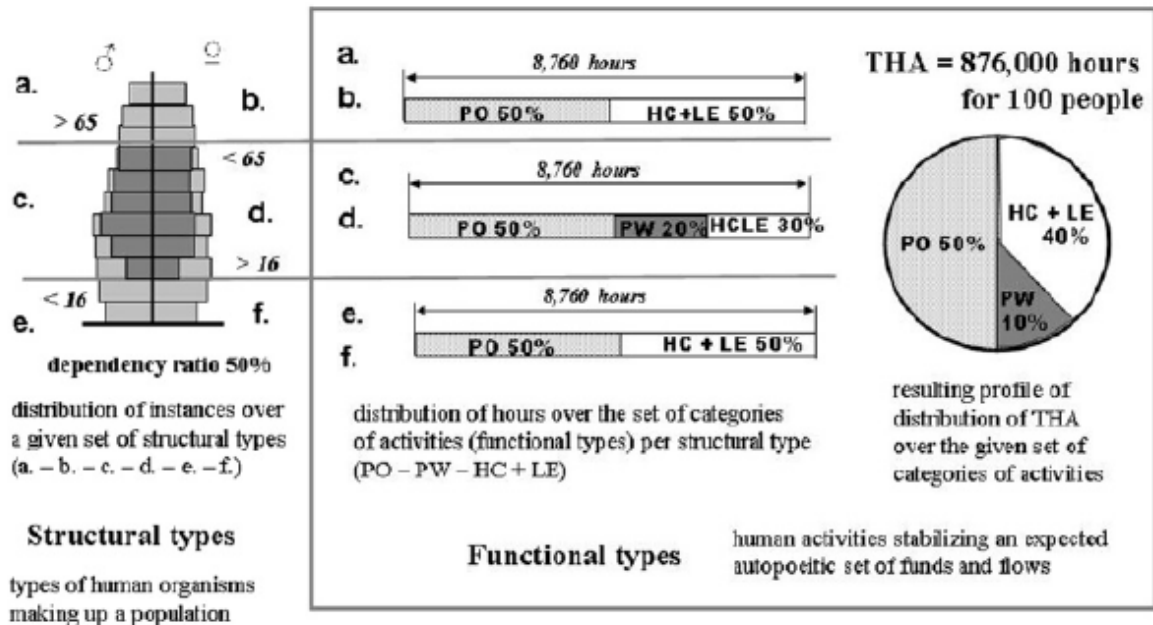 ♂ ♀
a.
b.
> 65
< 65
c.
d.
> 16
< 16
e.
f.
dependency ratio 50%
distribution of instances over
a given set of structural types
(a. – b. – c. – d. – e. –f.)
Structural types
types of human organisms
making up a population
a.
8,760 hours
b.
PO 50% HC+LE 50%
c.
8,760 hours
d.
PO 50% PW 20% HCLE 30%
e.
8,760 hours
f.
PO 50% HC + LE 50%
distribution of hours over the set of categories
of activities (functional types) per structural type
(PO – PW – HC + LE)
Functional types
THA = 876,000 hours
for 100 people
PO 50%
HC + LE
40%
PW
10%
resulting profile of
distribution of THA
over the given set of
categories of activities
human activities stabilizing an expected
autopoeitic set of funds and flows